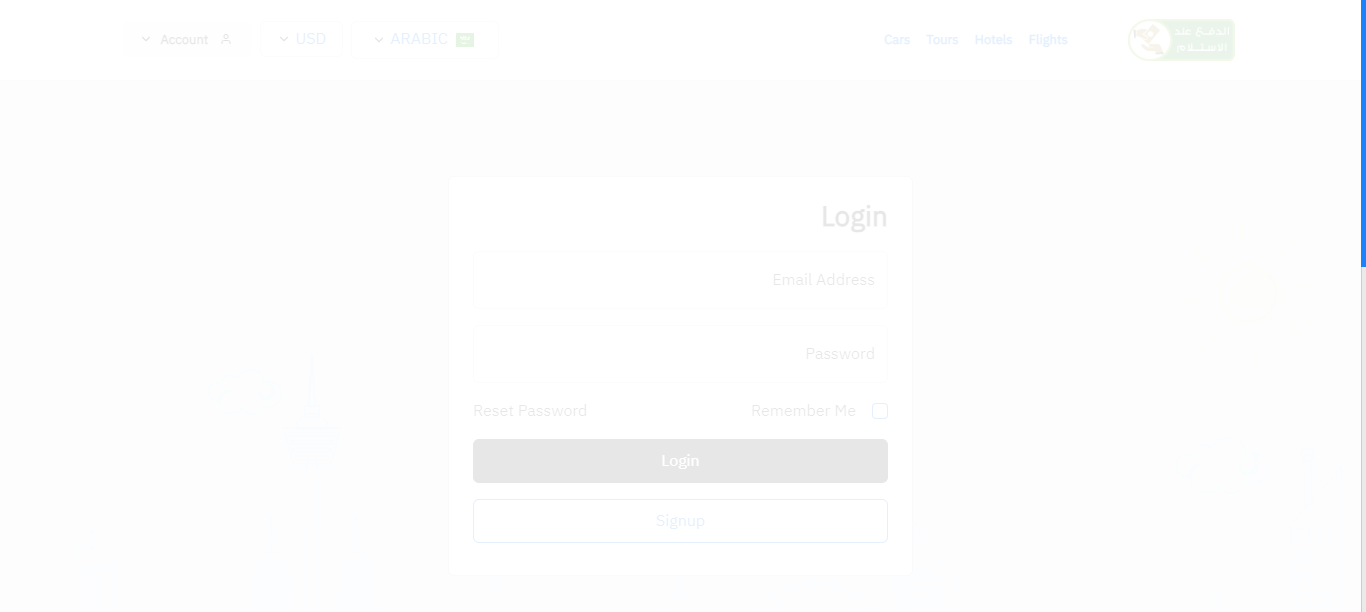 الدفع عند
الاستلام
Flights
Hotels
Tours
Cars
ARABIC
USD
Account
Login
Email Address
Password
Remember Me
Reset Password
Login
Signup